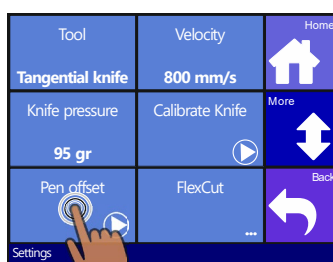 Tool
Tangential knife
Velocity
800 mm/s
Home
Knife pressure
95 gr
Calibrate Knife
More
Pen offset
FlexCut
...
Back
Settings